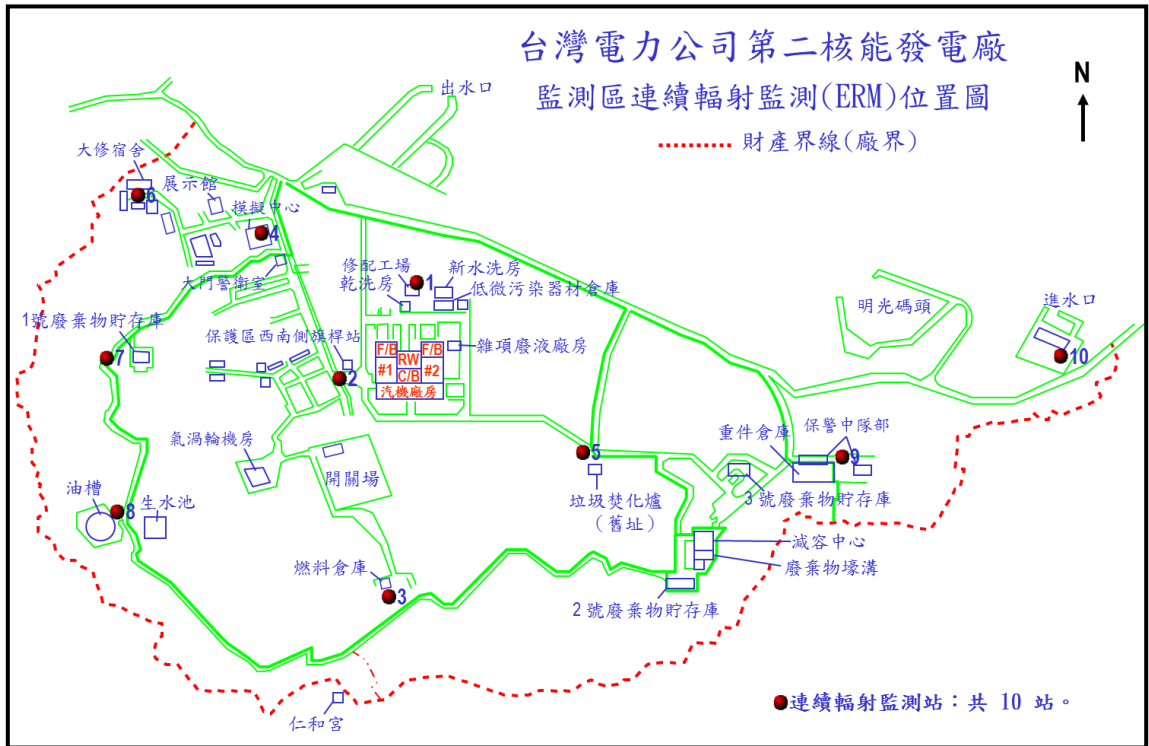 台灣電力公司第二核能發電廠
監測區連續輻射監測(ERM)位置圖
財產界線(廠界)
N
出水口
大修宿舍
6
展示館
模擬中心
4
大門警衛室
修配工場
1
新水洗房
乾洗房
低微污染器材倉庫
明光碼頭
進水口
10
1號廢棄物貯存庫
7
保護區西南側旗桿站
2
F/B
RW
F/B
#1
C/B
#2
汽機廠房
雜項廢液廠房
氣渦輪機房
開關場
5
重件倉庫
保警中隊部
9
油槽
8
生水池
垃圾焚化爐
(舊址)
3號廢棄物貯存庫
減容中心
廢棄物壕溝
燃料倉庫
3
2號廢棄物貯存庫
仁和宮
連續輻射監測站：共 10 站。